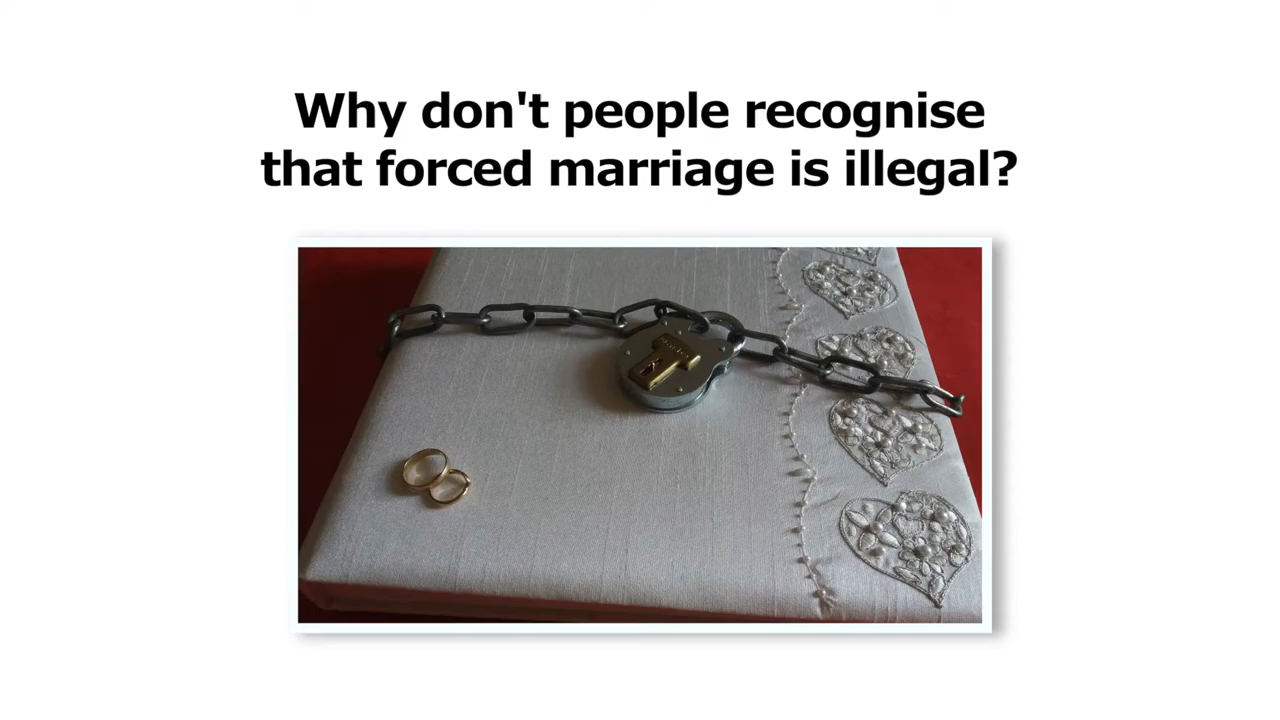 Why don't people recognise
that forced marriage is illegal?